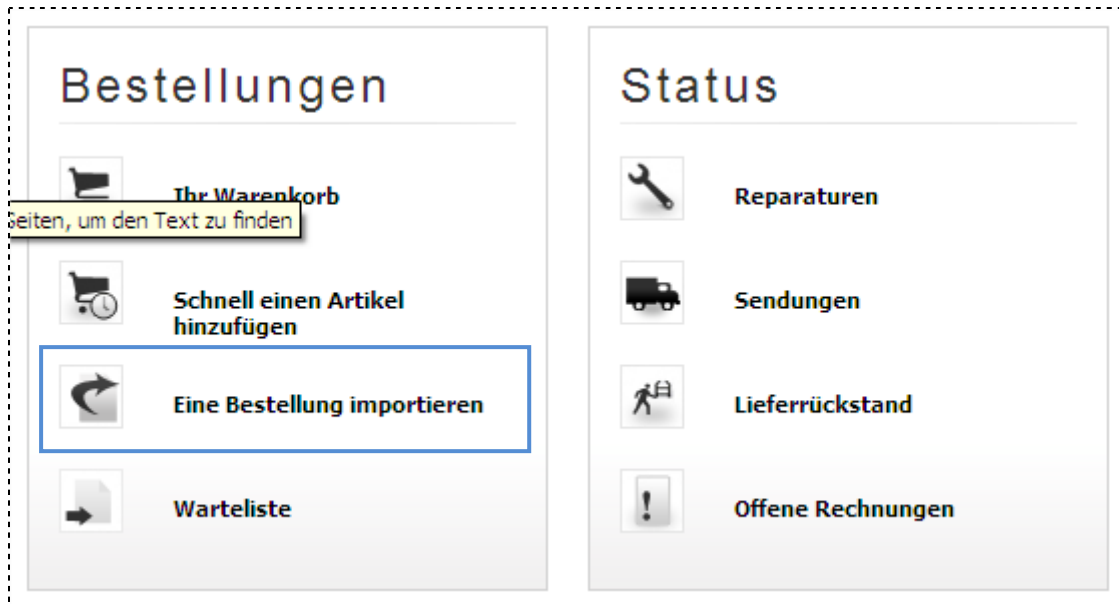 Bestellungen
Ihr Warenkorb
Seiten, um den Text zu finden
Schnell einen Artikel
hinzufügen
Eine Bestellung importieren
Warteliste
Status
Reparaturen
Sendungen
Lieferrückstand
Offene Rechnungen